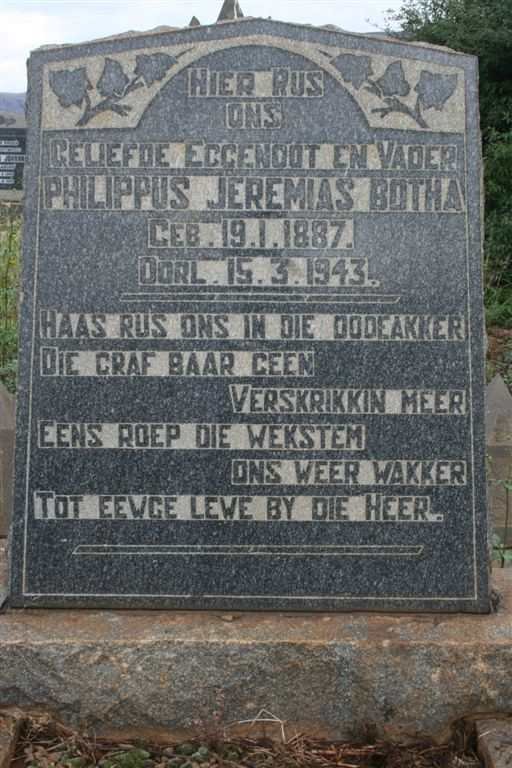 HIER RUS
ONS
GELIEFDE EGGENOOT EN VADER
PHILIPPUS JEREMIAS BOTHA
GEB. 19.1.1887.
OORL. 15.3.1943.
HAAS RUS ONS IN DIE DODEAKKER
DIE GRAF BAAR GEEN
VERSKRIKKIN MEER
EENS ROEP DIE WEKSTEM
ONS WEER WAKKER
TOT EEWGE LEWE BY DIE HEER.